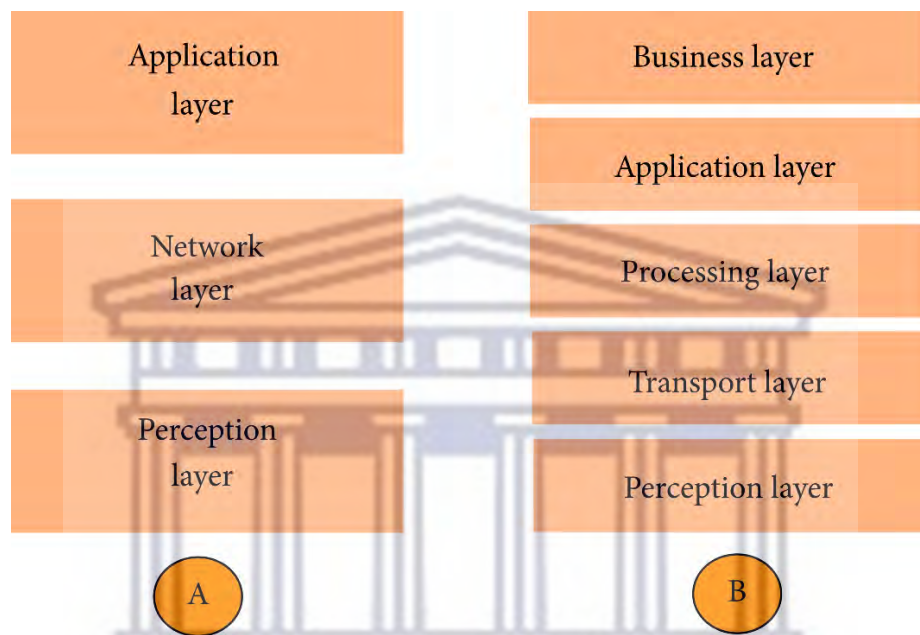 Application
layer
Network
layer
Perception
layer
A
Business layer
Application layer
Processing layer
Transport layer
Perception layer
B